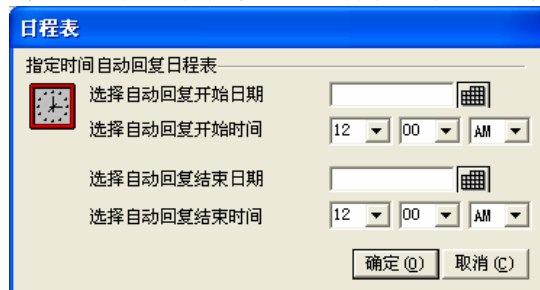 日程表
指定时间自动回复日程表
选择自动回复开始日期
选择自动回复开始时间 12 00 AM
选择自动回复结束日期
选择自动回复结束时间 12 00 AM
确定(O) 取消(C)